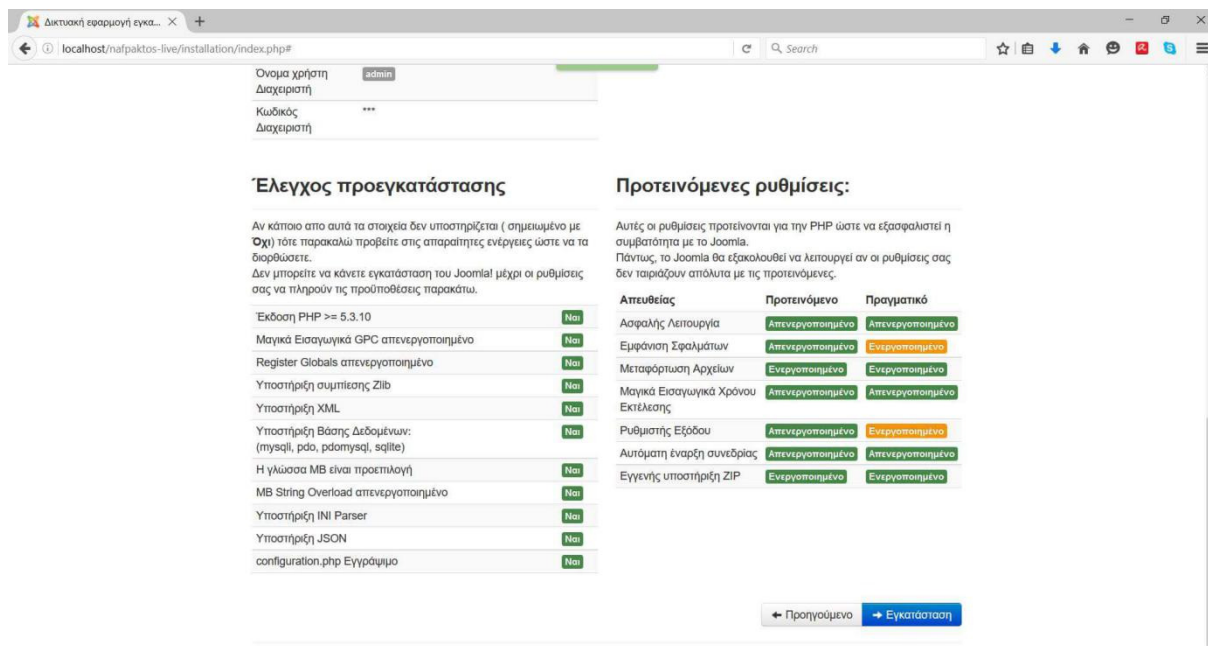 Δικτυακή εφαρμογή εγκα...
localhost/nafpaktos-live/installation/index.php#
Search
Όνομα χρήστη
Διαχειριστή
admin
Κωδικός
Διαχειριστή
***
Έλεγχος προεγκατάστασης
Αν κάποιο απο αυτά τα στοιχεία δεν υποστηρίζεται ( σημειωμένο με
Όχι) τότε παρακαλώ προβείτε στις απαραίτητες ενέργειες ώστε να τα
διορθώσετε.
Δεν μπορείτε να κάνετε εγκατάσταση του Joomla! μέχρι οι ρυθμίσεις
σας να πληρούν τις προϋποθέσεις παρακάτω.
Έκδοση PHP >= 5.3.10 Ναι
Μαγικά Εισαγωγικά GPC απενεργοποιημένο Ναι
Register Globals απενεργοποιημένο Ναι
Υποστήριξη συμπίεσης Zlib Ναι
Υποστήριξη XML Ναι
Υποστήριξη Βάσης Δεδομένων: Ναι
(mysqli, pdo, pdomysql, sqlite)
Η γλώσσα MB είναι προεπιλογή Ναι
MB String Overload απενεργοποιημένο Ναι
Υποστήριξη INI Parser Ναι
Υποστήριξη JSON Ναι
configuration.php Εγγράψιμο Ναι
Προτεινόμενες ρυθμίσεις:
Αυτές οι ρυθμίσεις προτείνονται για την PHP ώστε να εξασφαλιστεί η
συμβατότητα με το Joomla.
Πάντως, το Joomla θα εξακολουθεί να λειτουργεί αν οι ρυθμίσεις σας
δεν ταιριάζουν απόλυτα με τις προτεινόμενες.
Απευθείας Προτεινόμενο Πραγματικό
Ασφαλής Λειτουργία Απενεργοποιημένο Απενεργοποιημένο
Εμφάνιση Σφαλμάτων Απενεργοποιημένο Ενεργοποιημένο
Μεταφόρτωση Αρχείων Ενεργοποιημένο Ενεργοποιημένο
Μαγικά Εισαγωγικά Χρόνου Απενεργοποιημένο Απενεργοποιημένο
Εκτέλεσης
Ρυθμιστής Εξόδου Απενεργοποιημένο Ενεργοποιημένο
Αυτόματη έναρξη συνεδρίας Απενεργοποιημένο Απενεργοποιημένο
Εγγενής υποστήριξη ZIP Ενεργοποιημένο Ενεργοποιημένο
Προηγούμενο
Εγκατάσταση